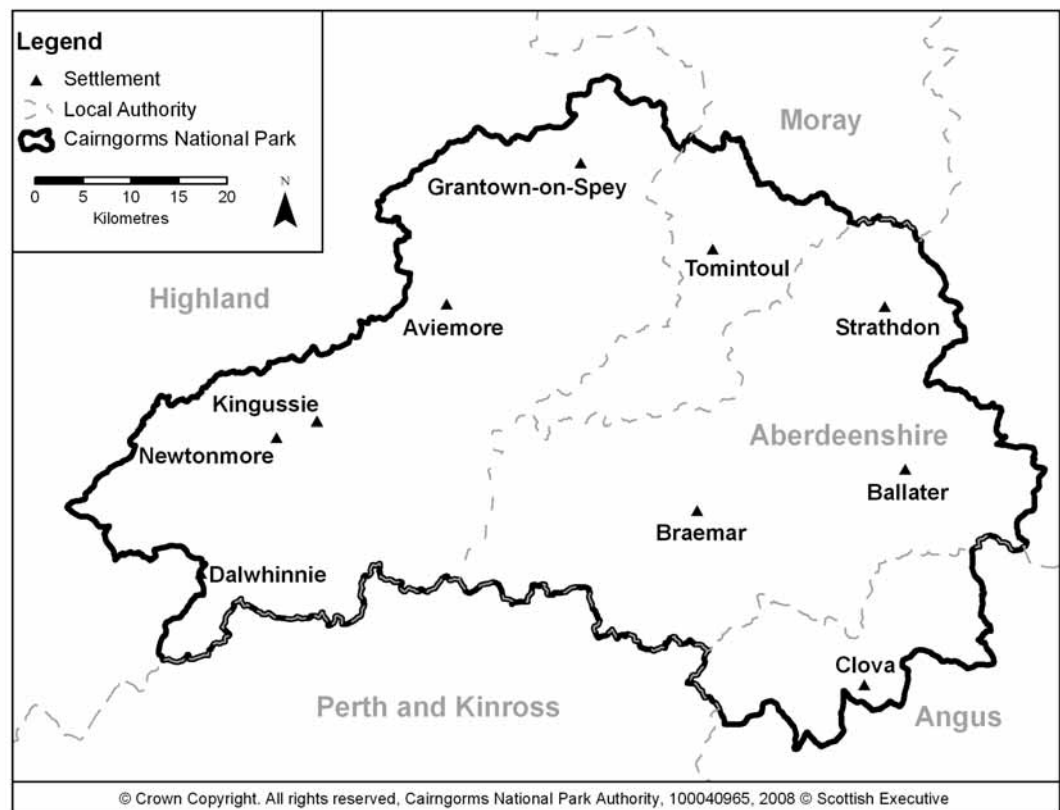 Legend
Settlement
Local Authority
Cairngorms National Park
0 5 10 15 20
Kilometres
N
Moray
Grantown-on-Spey
Tomintoul
Highland
Aviemore
Strathdon
Kingussie
Newtonmore
Aberdeenshire
Ballater
Braemar
Dalwhinnie
Clova
Perth and Kinross
Angus
© Crown Copyright. All rights reserved, Cairngorms National Park Authority, 100040965, 2008 © Scottish Executive